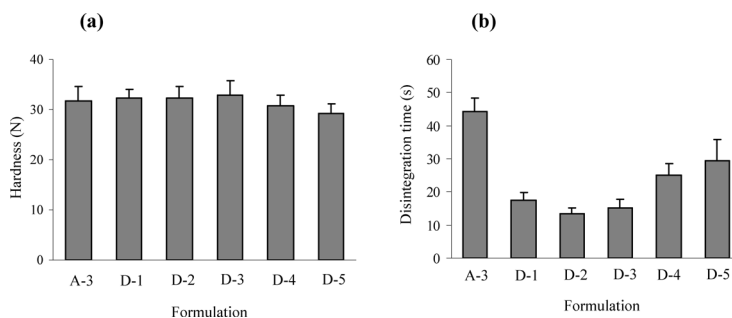 (a)
Hardness (N)
40
30
20
10
0
A-3 D-1 D-2 D-3 D-4 D-5
Formulation
(b)
Disintegration time (s)
60
50
40
30
20
10
0
A-3 D-1 D-2 D-3 D-4 D-5
Formulation